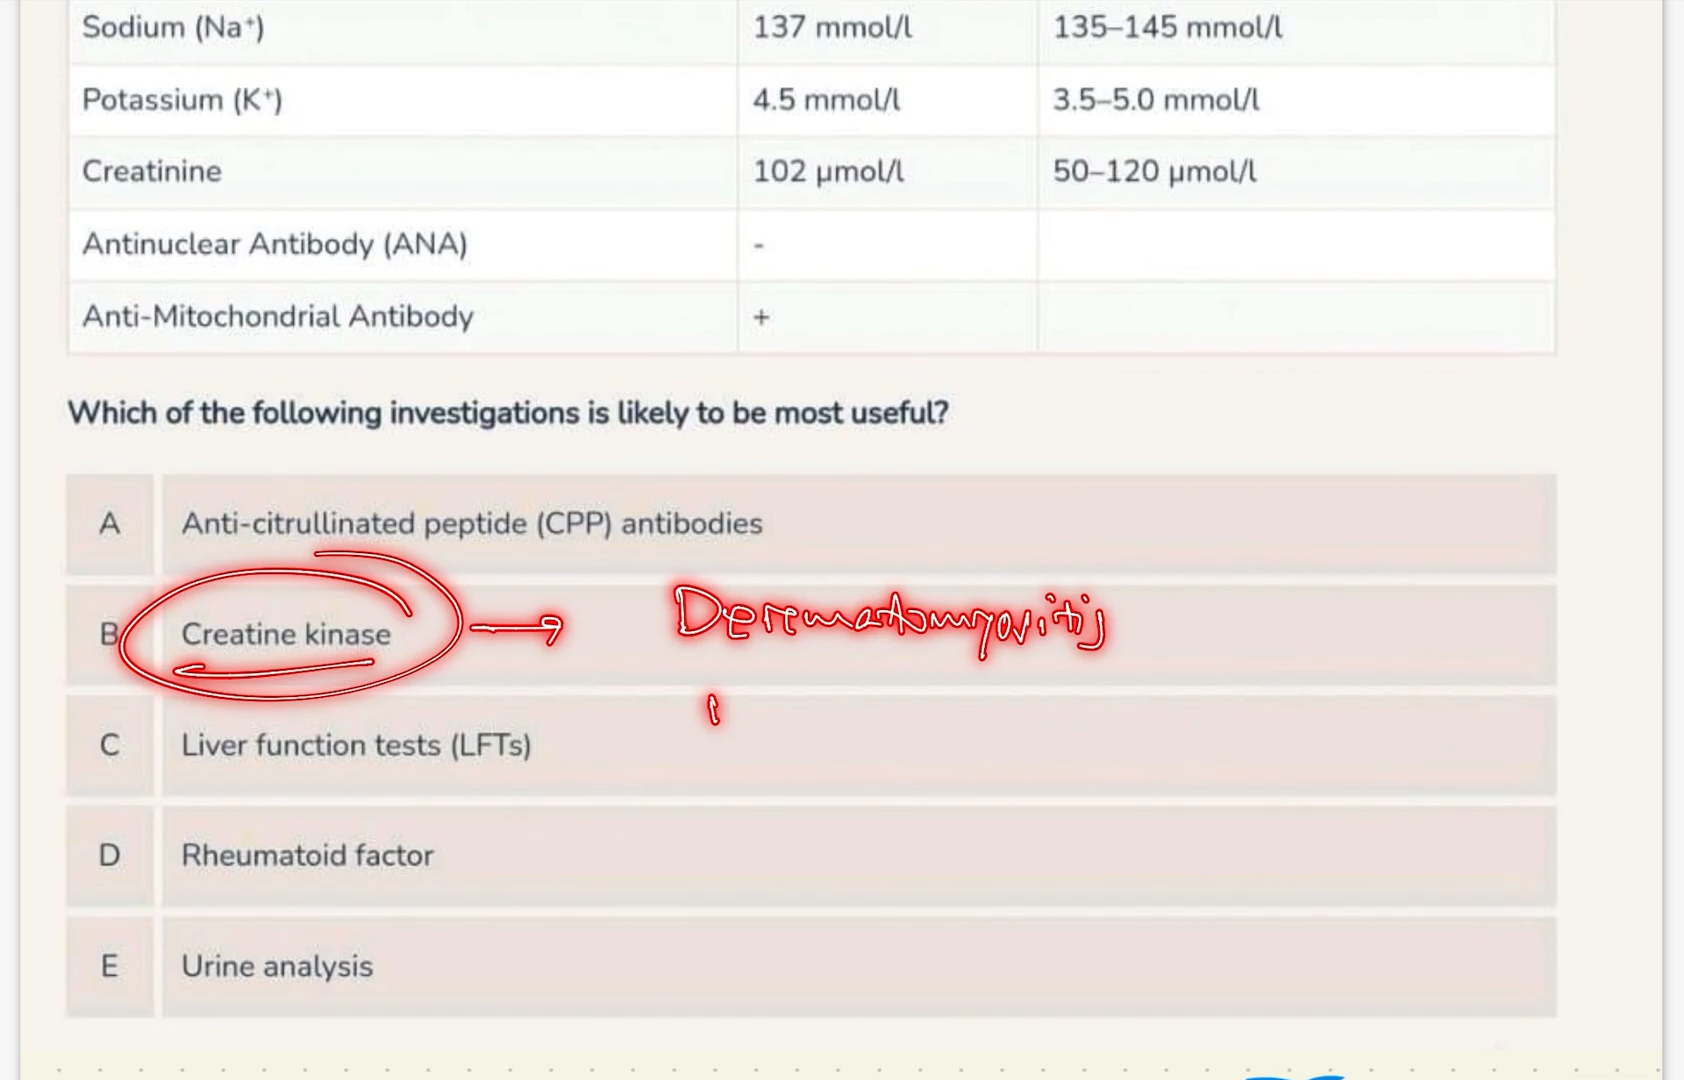 Sodium (Na⁺) 137 mmol/l 135–145 mmol/l
Potassium (K⁺) 4.5 mmol/l 3.5–5.0 mmol/l
Creatinine 102 µmol/l 50–120 µmol/l
Antinuclear Antibody (ANA) -
Anti-Mitochondrial Antibody +
Which of the following investigations is likely to be most useful?
A Anti-citrullinated peptide (CPP) antibodies
B Creatine kinase → Derematomyositis
C Liver function tests (LFTs)
D Rheumatoid factor
E Urine analysis